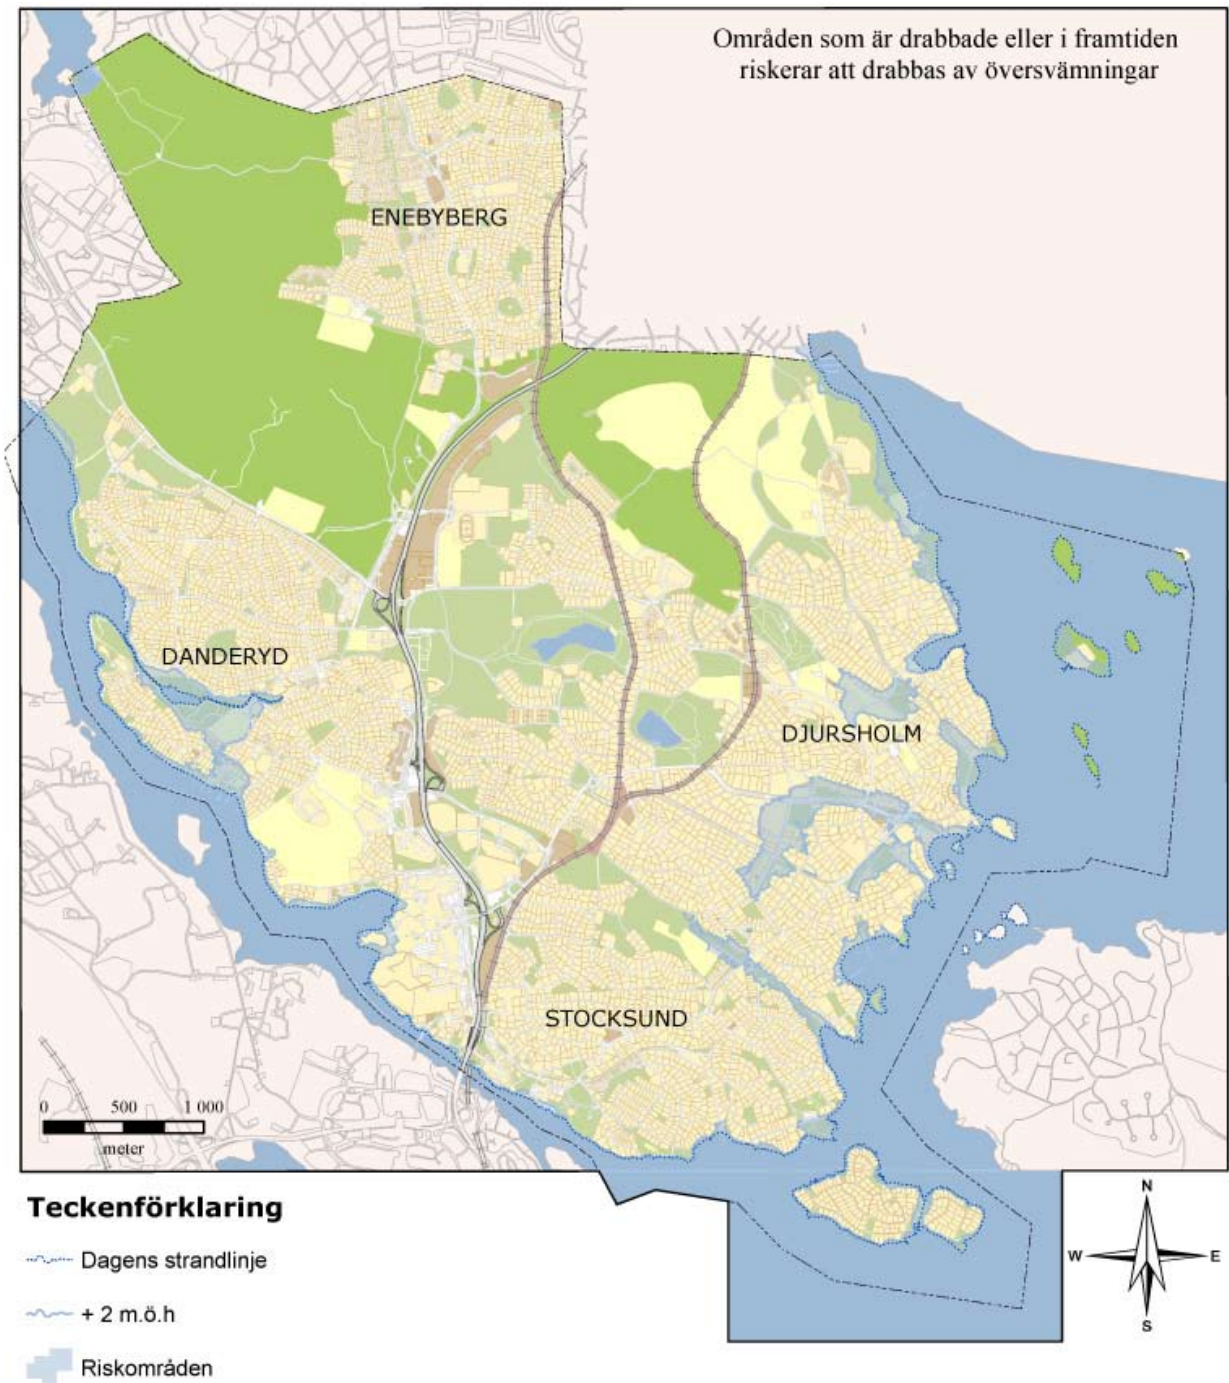 Områden som är drabbade eller i framtiden
riskerar att drabbas av översvämningar
ENEBYBERG
DANDERYD
DJURSHOLM
STOCKSUND
0 500 1 000
meter
N
W E
S
Teckenförklaring
Dagens strandlinje
+ 2 m.ö.h
Riskområden